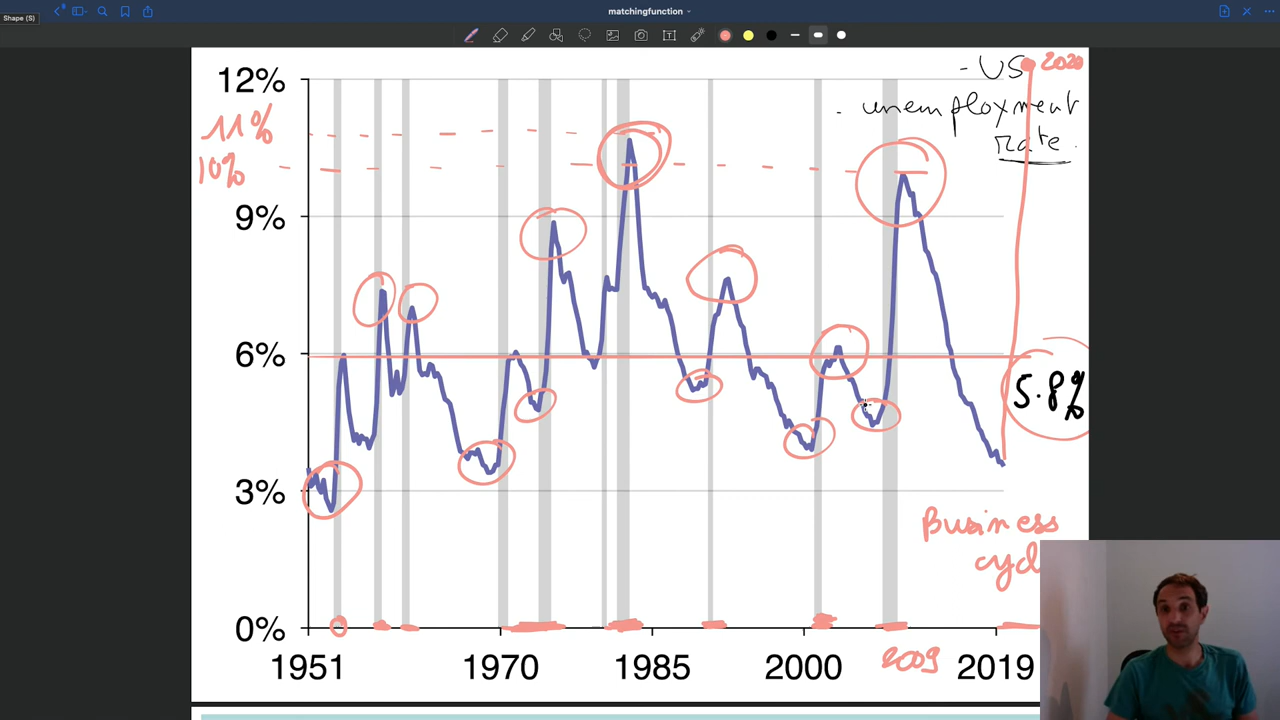 matchingfunction
Shape (S)
12%
- US
2020
11%
- unemployment
rate.
10%
9%
6%
5.8%
3%
Business
0%
1951
1970
1985
2000
2009
2019